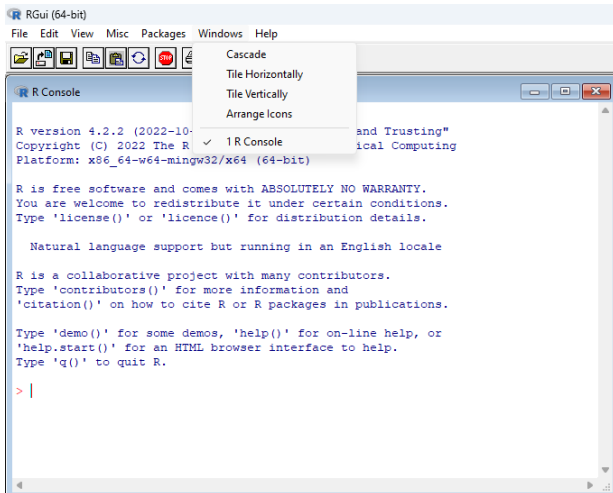 RGui (64-bit)
File Edit View Misc Packages Windows Help
STOP
Cascade
Tile Horizontally
Tile Vertically
Arrange Icons
✓ 1 R Console
R Console
R version 4.2.2 (2022-10- and Trusting"
Copyright (C) 2022 The R ical Computing
Platform: x86_64-w64-mingw32/x64 (64-bit)
R is free software and comes with ABSOLUTELY NO WARRANTY.
You are welcome to redistribute it under certain conditions.
Type 'license()' or 'licence()' for distribution details.
Natural language support but running in an English locale
R is a collaborative project with many contributors.
Type 'contributors()' for more information and
'citation()' on how to cite R or R packages in publications.
Type 'demo()' for some demos, 'help()' for on-line help, or
'help.start()' for an HTML browser interface to help.
Type 'q()' to quit R.
>